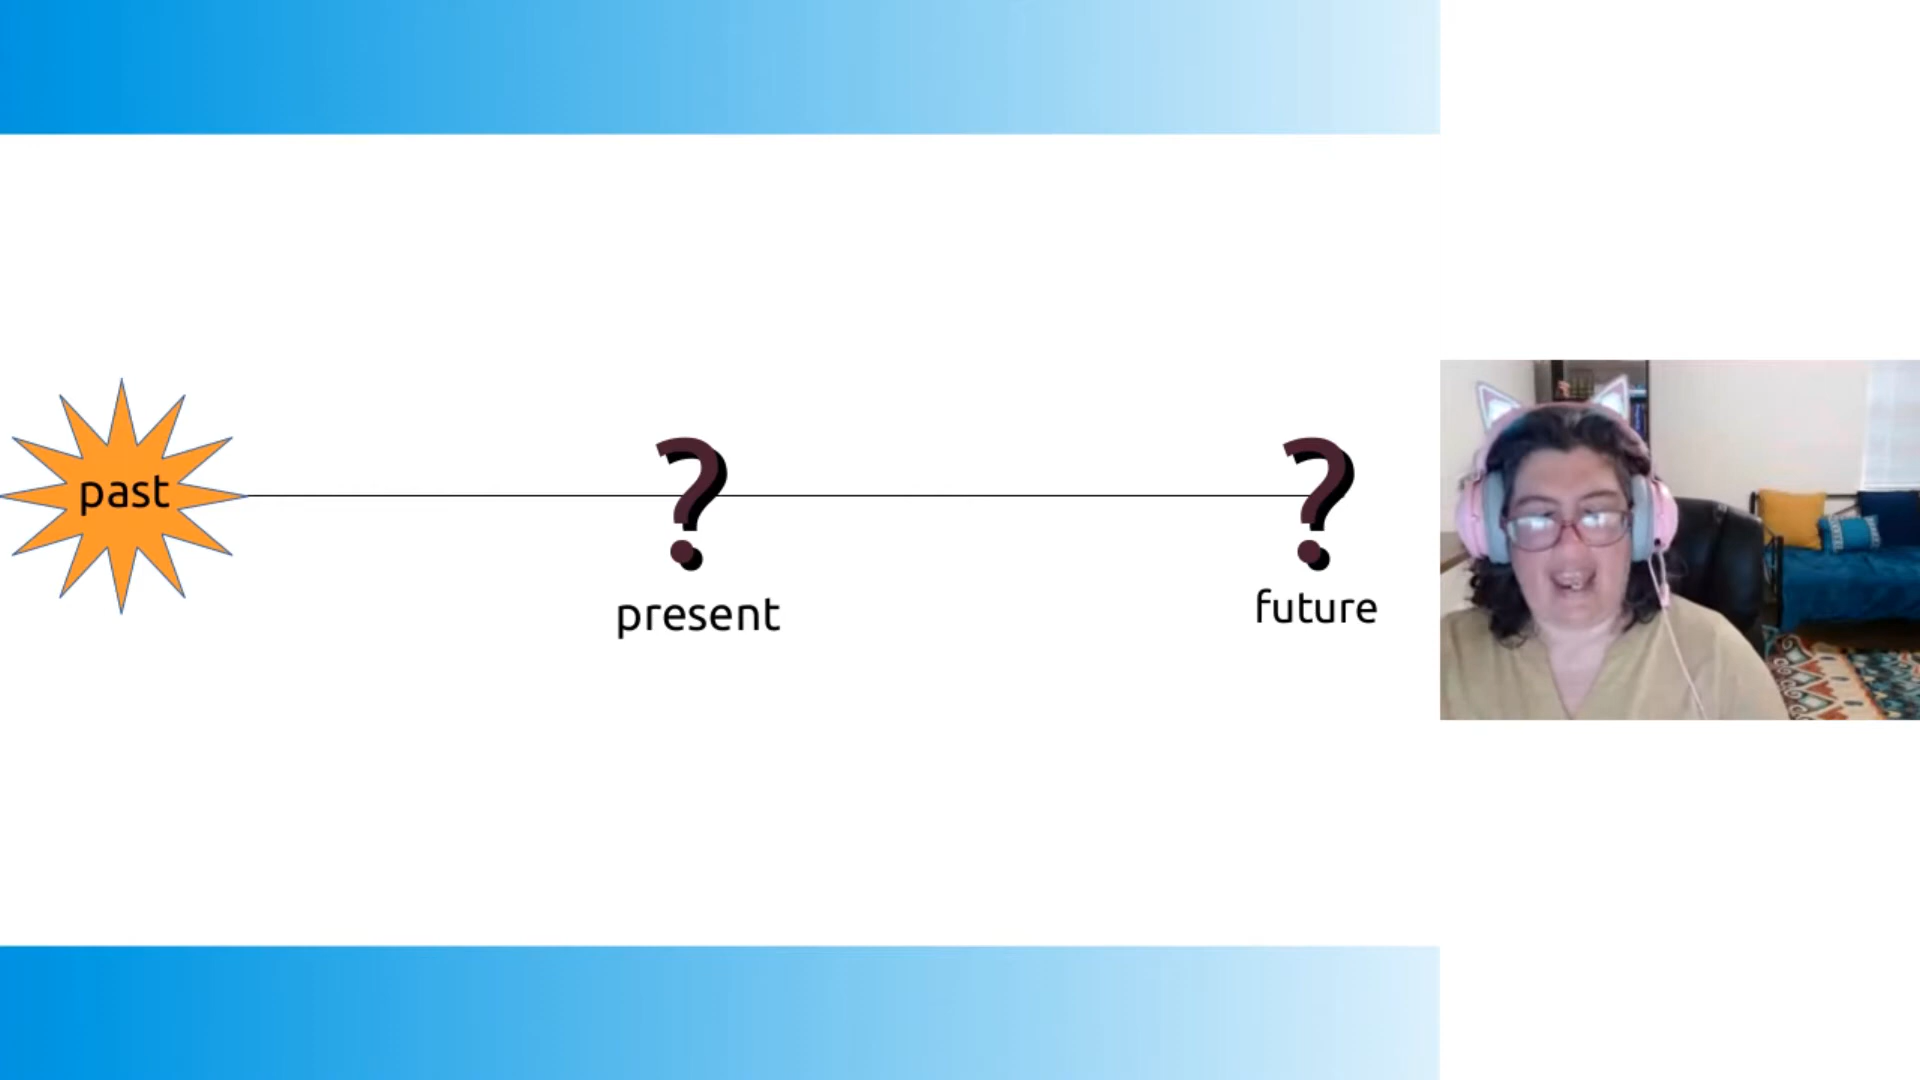 past
?
?
present
future